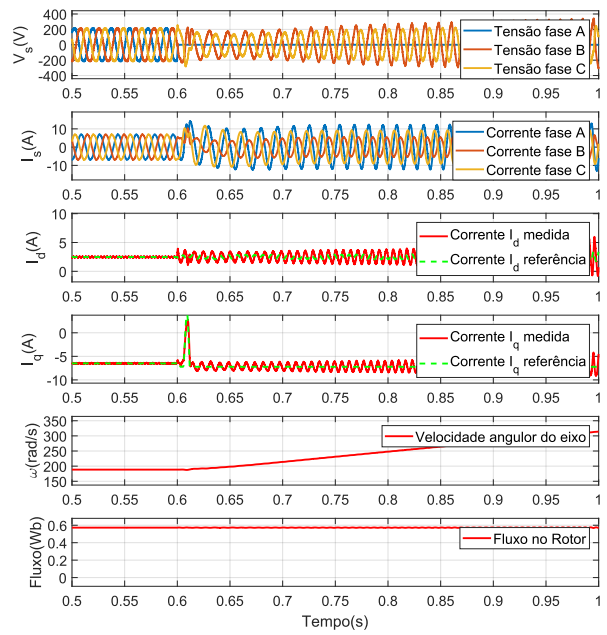 400
200
0
-200
-400
V_s(V)
Tensão fase A
Tensão fase B
Tensão fase C
0.5 0.55 0.6 0.65 0.7 0.75 0.8 0.85 0.9 0.95 1
10
0
-10
I_s(A)
Corrente fase A
Corrente fase B
Corrente fase C
0.5 0.55 0.6 0.65 0.7 0.75 0.8 0.85 0.9 0.95 1
10
5
0
I_d(A)
Corrente I_d medida
Corrente I_d referência
0.5 0.55 0.6 0.65 0.7 0.75 0.8 0.85 0.9 0.95 1
0
-5
-10
I_q(A)
Corrente I_q medida
Corrente I_q referência
0.5 0.55 0.6 0.65 0.7 0.75 0.8 0.85 0.9 0.95 1
350
300
250
200
150
ω(rad/s)
Velocidade angulor do eixo
0.5 0.55 0.6 0.65 0.7 0.75 0.8 0.85 0.9 0.95 1
0.6
0.4
0.2
0
Fluxo(Wb)
Fluxo no Rotor
0.5 0.55 0.6 0.65 0.7 0.75 0.8 0.85 0.9 0.95 1
Tempo(s)